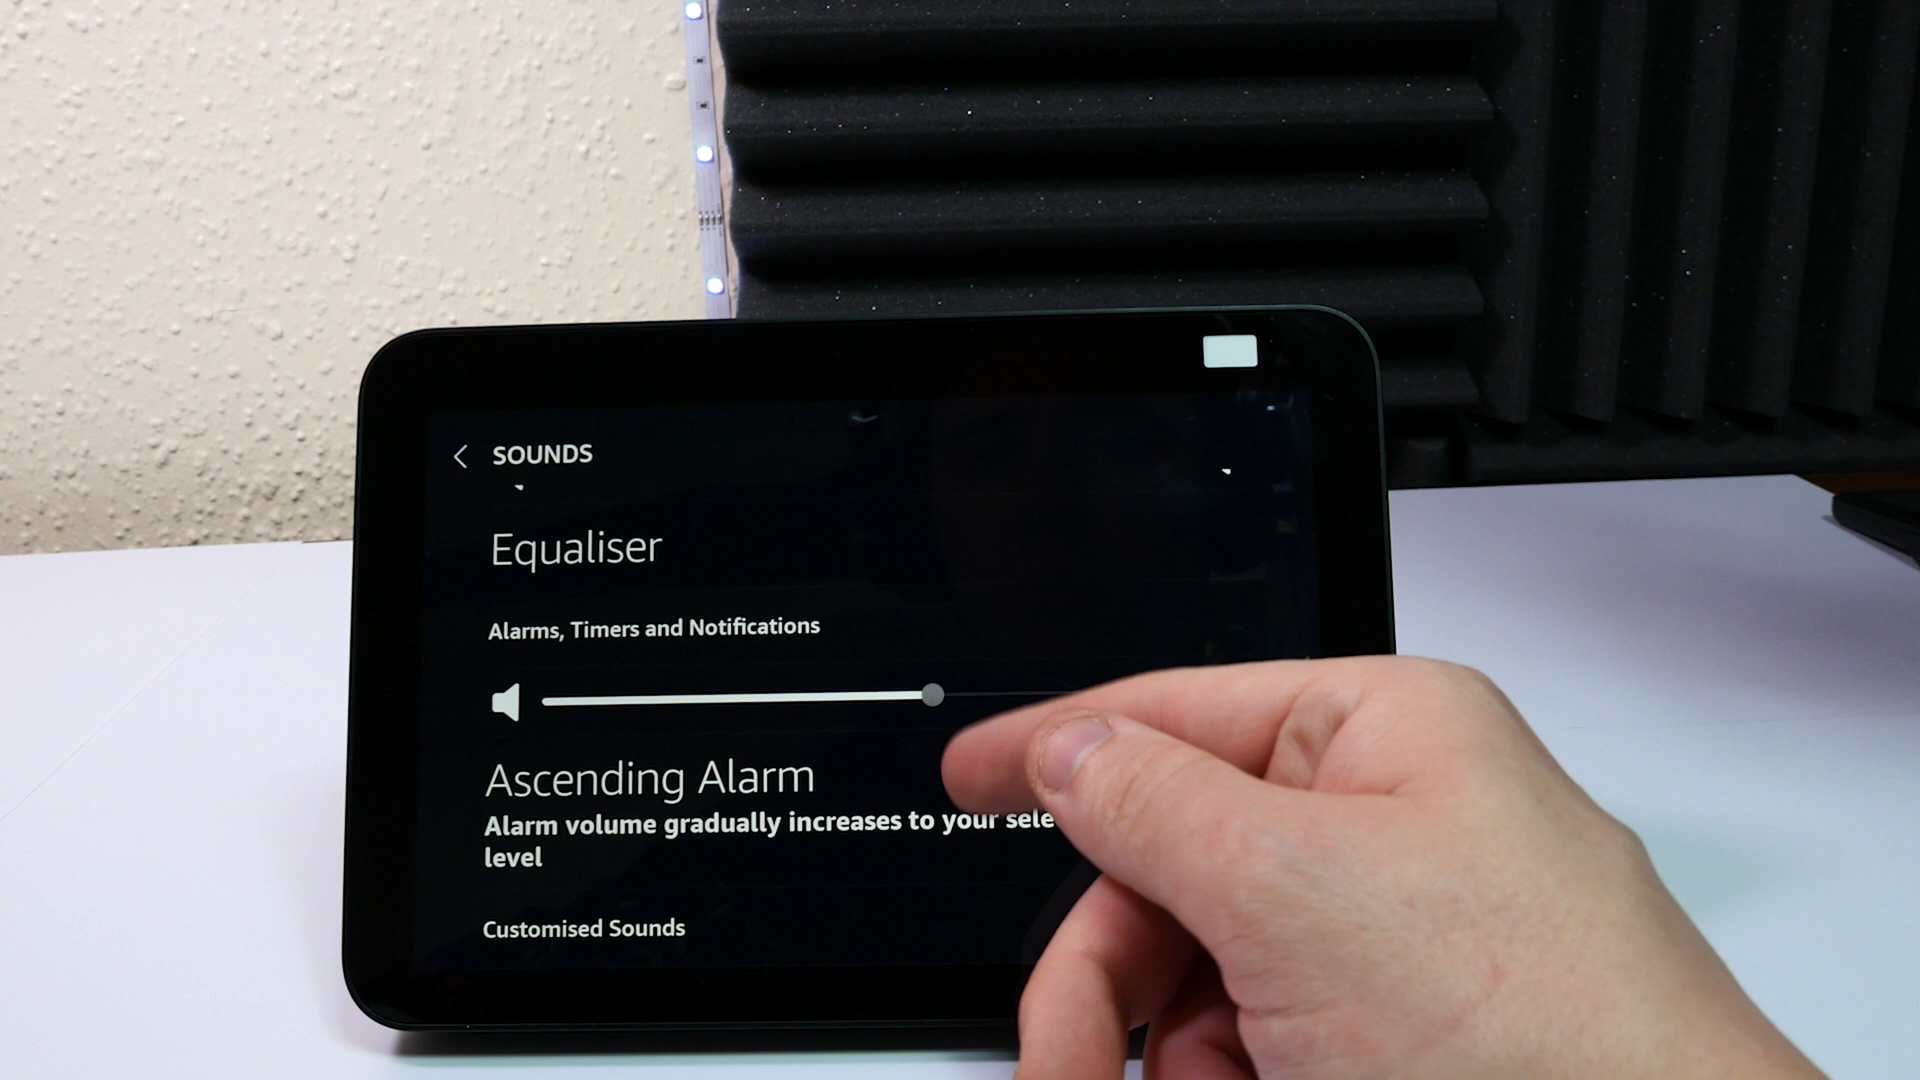 SOUNDS
Equaliser
Alarms, Timers and Notifications
Ascending Alarm
Alarm volume gradually increases to your
level
Customised Sounds